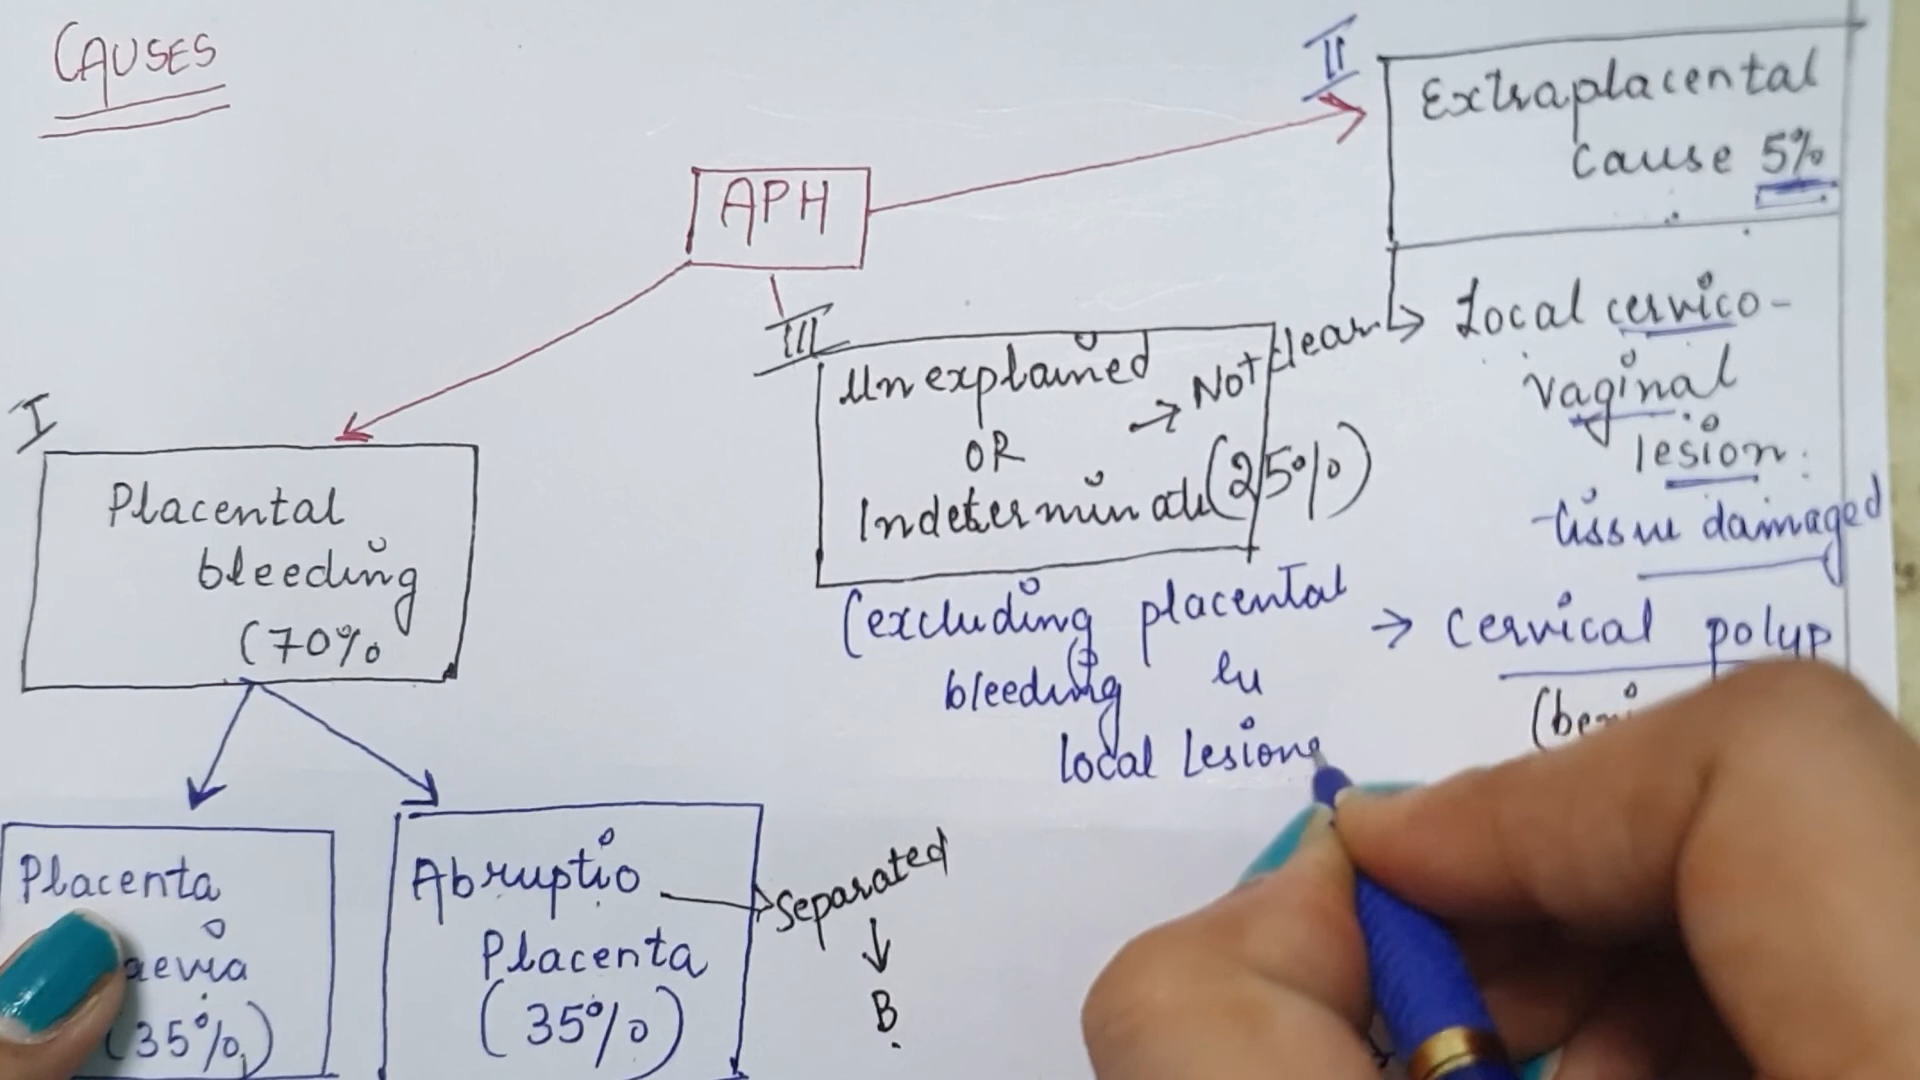 CAUSES
APH
I
Placental
bleeding
(70%
Placenta
aevia
(35%)
Abruptio
Placenta
(35%)
Separated
B
II
Extraplacental
cause 5%
Local cervico-
vaginal
lesion
tissue damaged
cervical polyp
III
Unexplained
OR
Indeterminate (25%)
Not clear
(excluding placental
bleeding
local Lesions